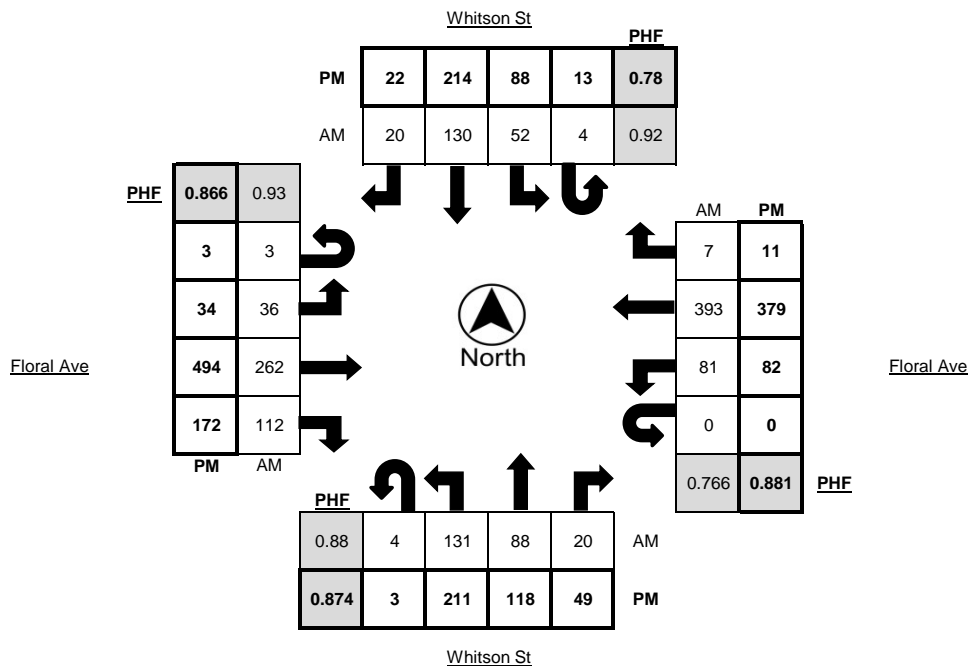 Whitson St
PHF
PM 22 214 88 13 0.78
AM 20 130 52 4 0.92
PHF 0.866 0.93
AM PM
3 3
7 11
34 36
393 379
North
Floral Ave 494 262
81 82 Floral Ave
172 112
0 0
PM AM
0.766 0.881 PHF
PHF
0.88 4 131 88 20 AM
0.874 3 211 118 49 PM
Whitson St